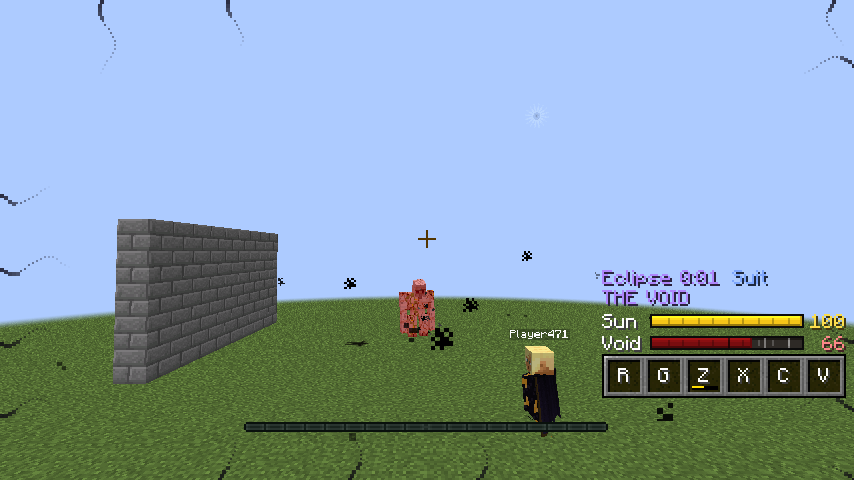 Player471
Eclipse 0:01 Suit
THE VOID
Sun 100
Void 66
R G Z X C V